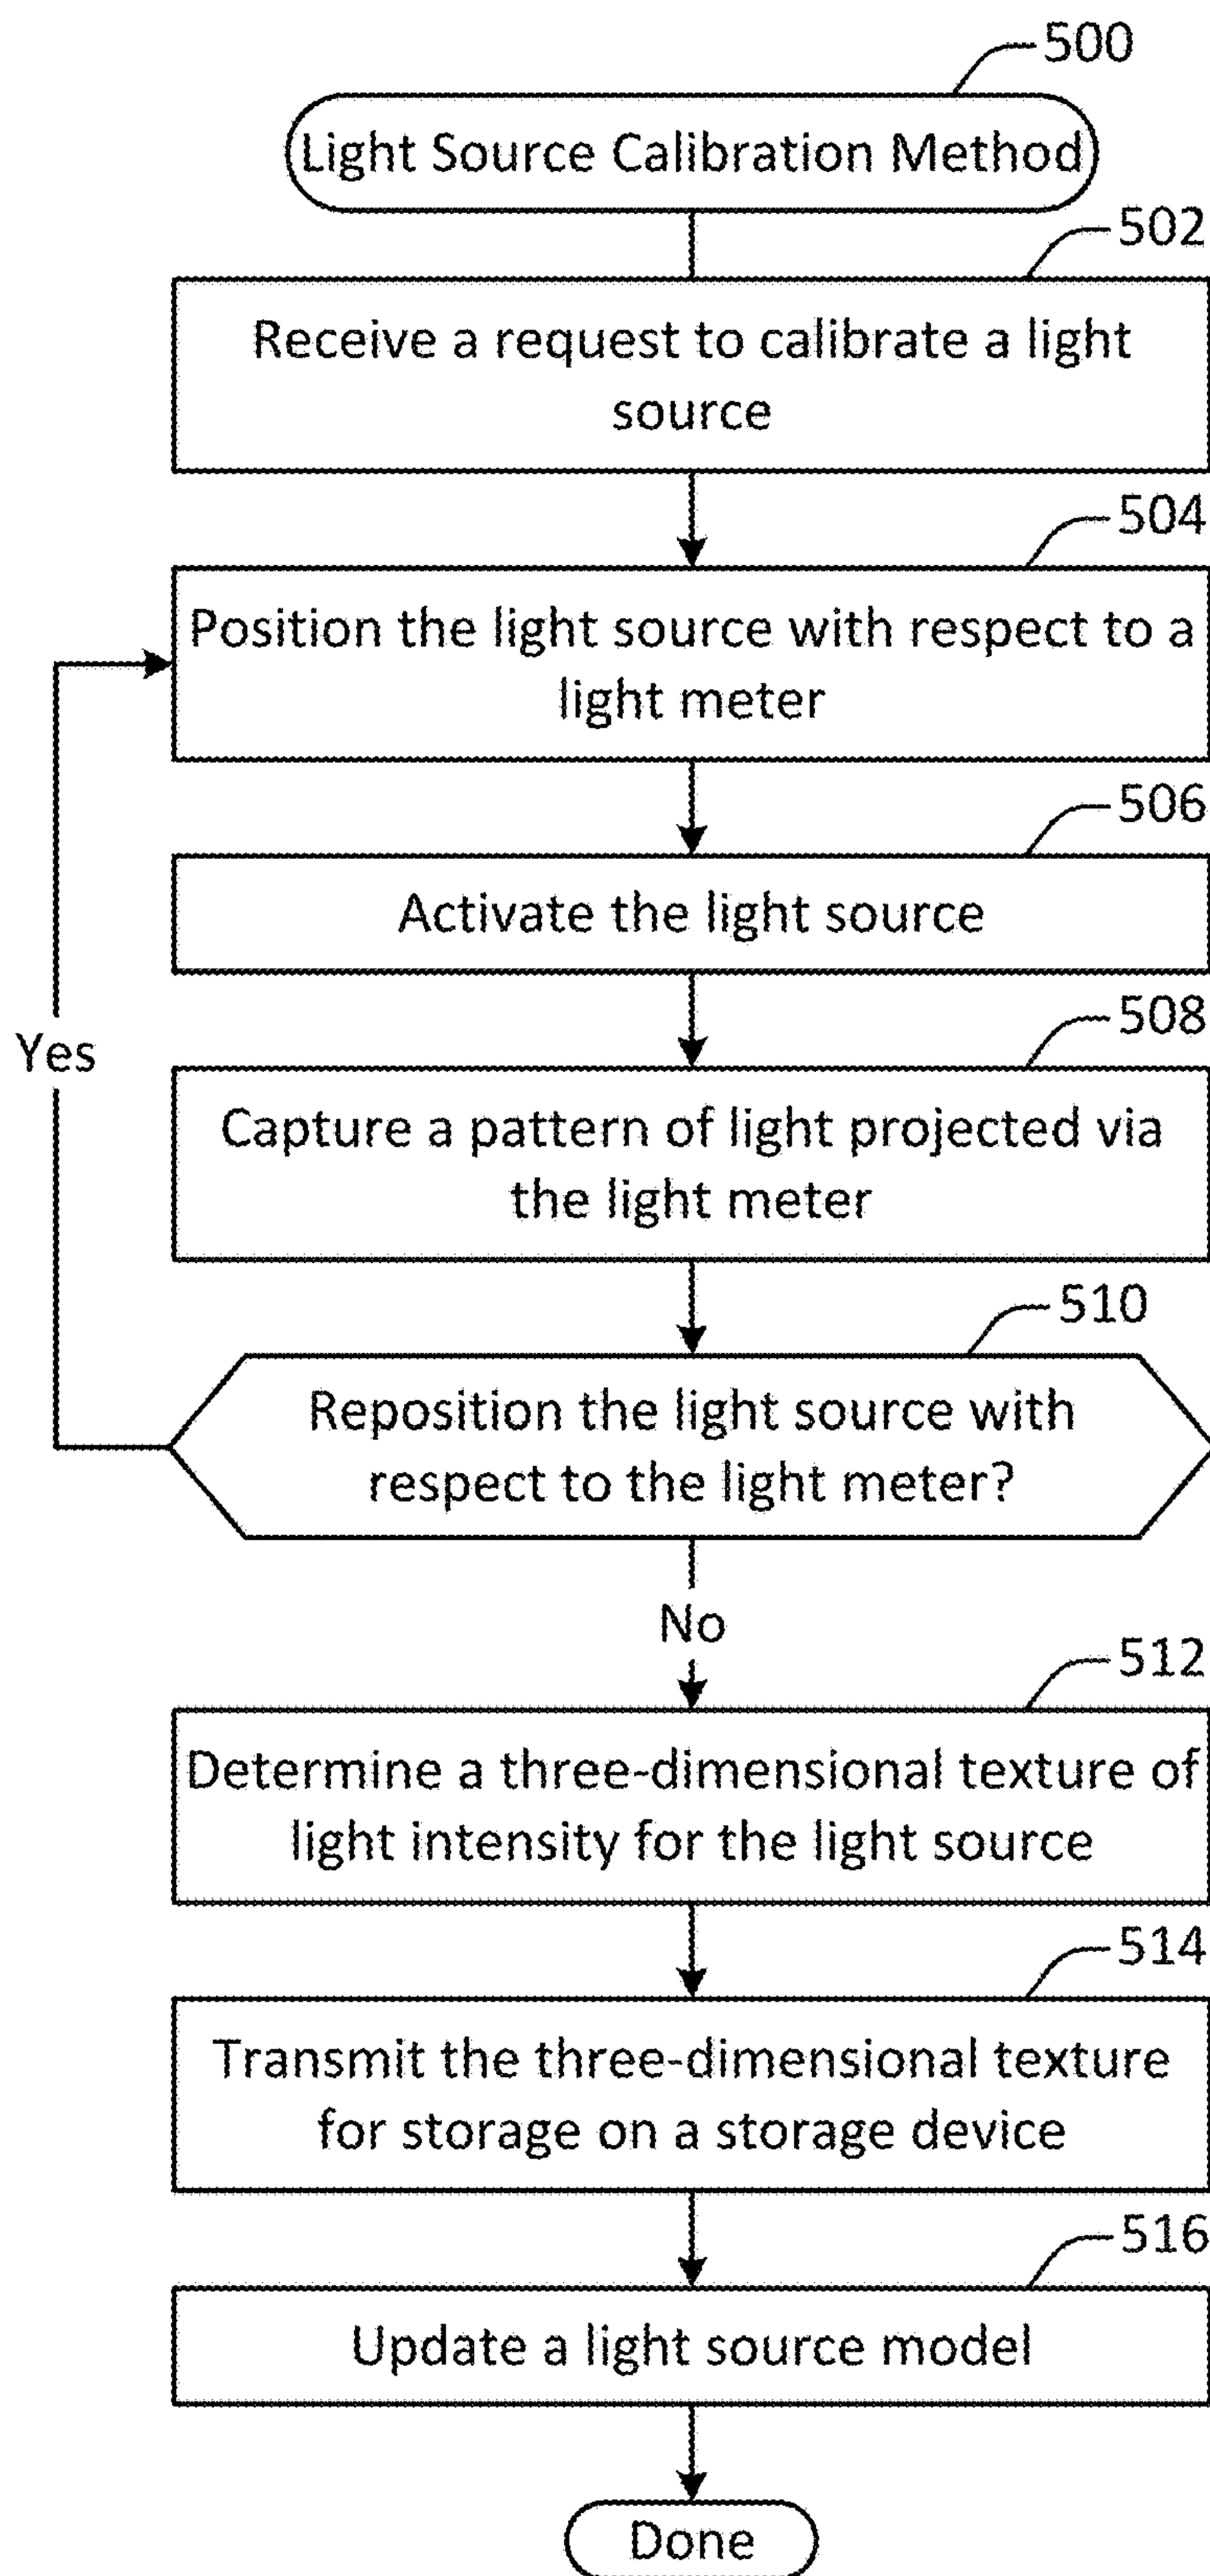 500
Light Source Calibration Method
502
Receive a request to calibrate a light
source
504
Position the light source with respect to a
light meter
506
Activate the light source
508
Yes
Capture a pattern of light projected via
the light meter
510
Reposition the light source with
respect to the light meter?
No
512
Determine a three-dimensional texture of
light intensity for the light source
514
Transmit the three-dimensional texture
for storage on a storage device
516
Update a light source model
Done